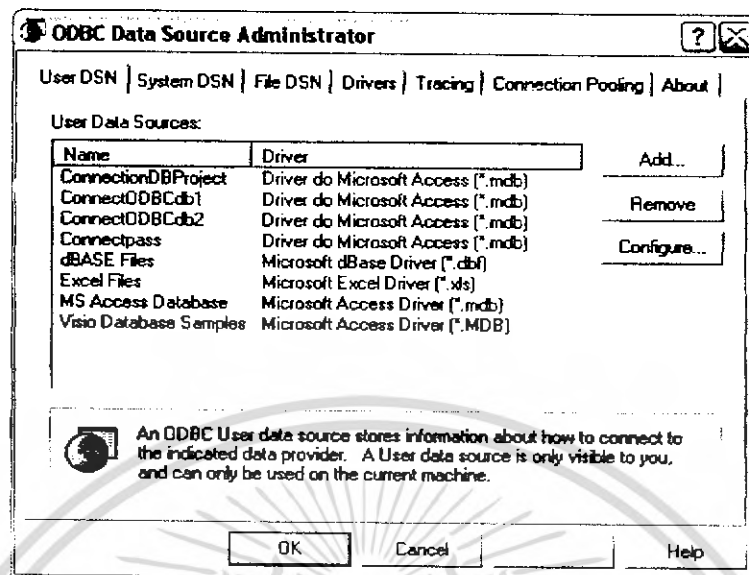 ODBC Data Source Administrator
User DSN System DSN File DSN Drivers Tracing Connection Pooling About
User Data Sources:
Name Driver
ConnectionDBProject Driver do Microsoft Access (*.mdb)
ConnectODBCdb1 Driver do Microsoft Access (*.mdb)
ConnectODBCdb2 Driver do Microsoft Access (*.mdb)
Connectpass Driver do Microsoft Access (*.mdb)
dBASE Files Microsoft dBase Driver (*.dbf)
Excel Files Microsoft Excel Driver (*.xls)
MS Access Database Microsoft Access Driver (*.mdb)
Visio Database Samples Microsoft Access Driver (*.MDB)
Add...
Remove
Configure...
An ODBC User data source stores information about how to connect to
the indicated data provider. A User data source is only visible to you,
and can only be used on the current machine.
OK Cancel Help